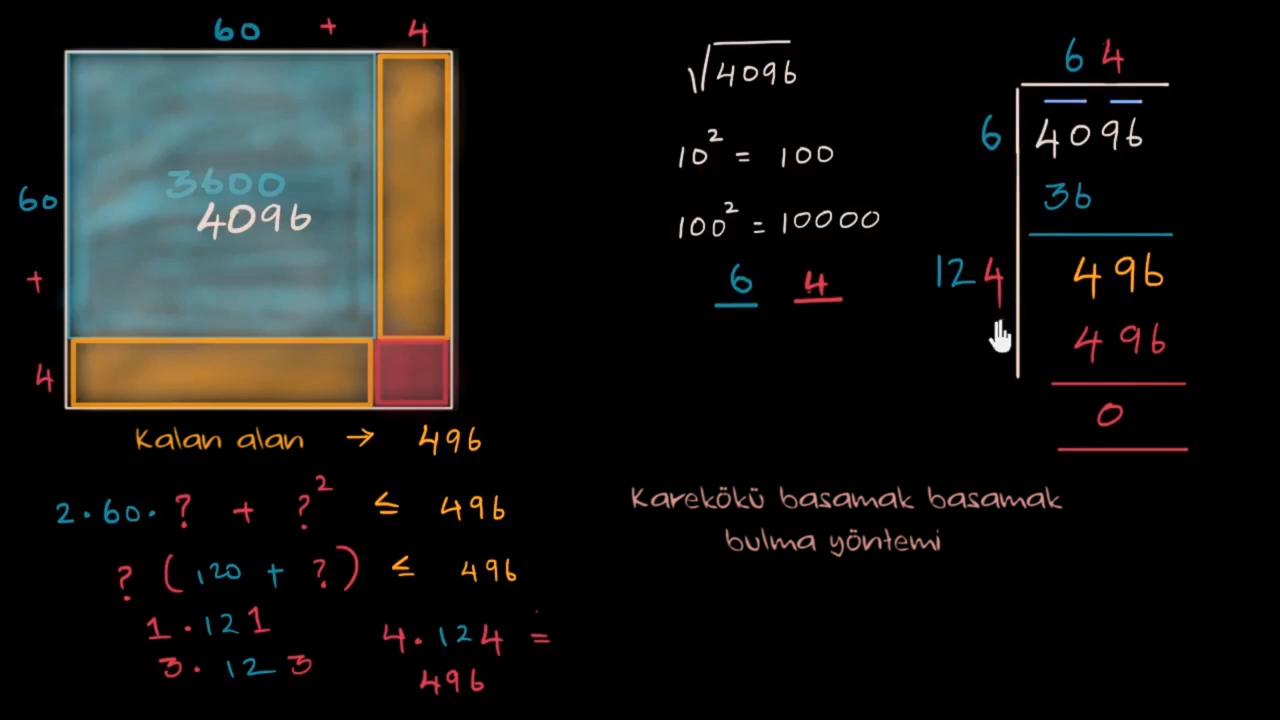 60 + 4
60
+
4
3600
4096
Kalan alan → 496
2 · 60 · ? + ?² ≤ 496
? (120 + ?) ≤ 496
1 · 121
3 · 123
4 · 124 =
496
√4096
10² = 100
100² = 10000
6 4
64
6
4096
36
124
496
496
0
Karekökü basamak basamak
bulma yöntemi